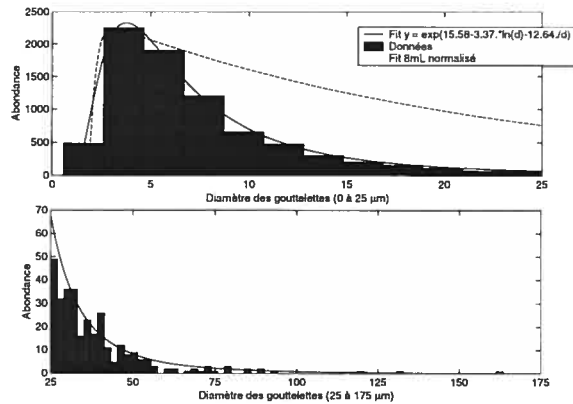 2500
2000
1500
1000
500
0
Abondance
Fit y = exp(15.58-3.37.*ln(d)-12.64./d)
Données
Fit 8mL normalisé
0 5 10 15 20 25
Diamètre des gouttelettes (0 à 25 µm)
70
60
50
40
30
20
10
0
Abondance
25 50 75 100 125 150 175
Diamètre des gouttelettes (25 à 175 µm)